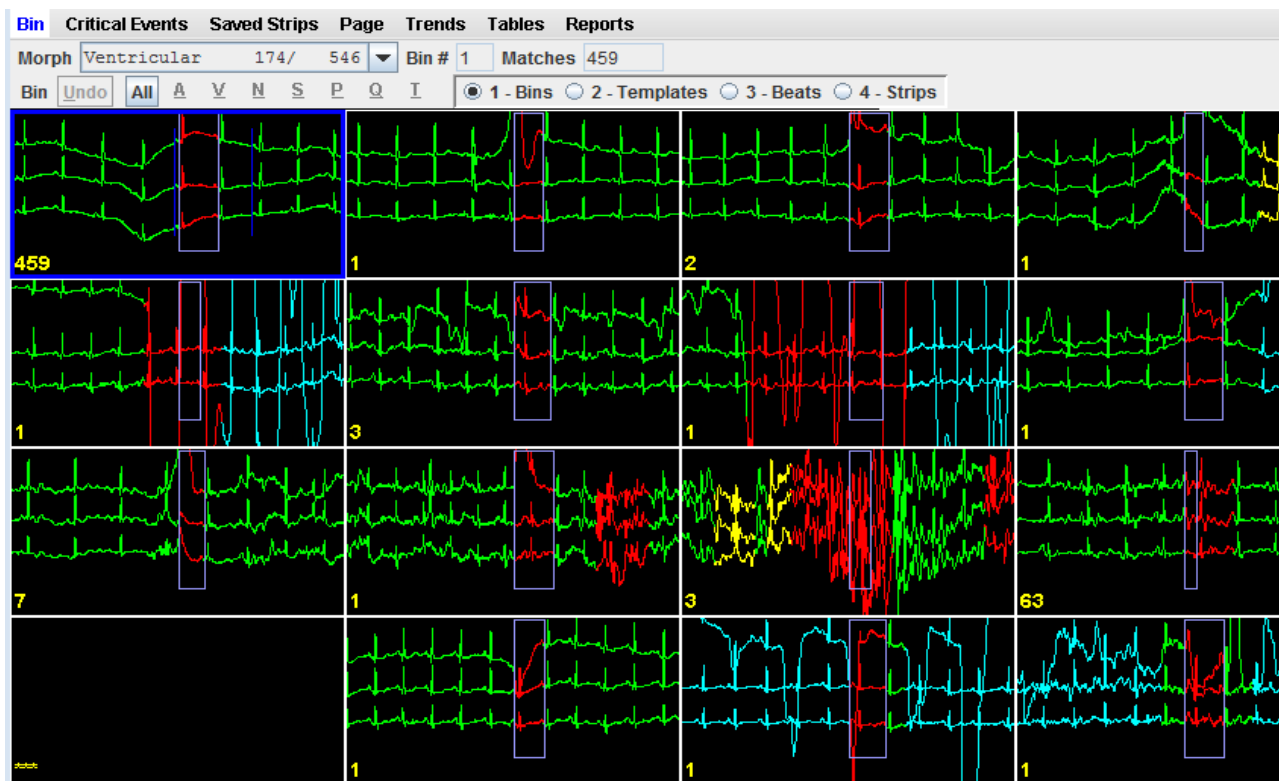 Bin Critical Events Saved Strips Page Trends Tables Reports
Morph Ventricular 174/ 546 Bin # 1 Matches 459
Bin Undo All A V N S P Q I 1 - Bins 2 - Templates 3 - Beats 4 - Strips
459 1 2 1
1 3 1 1
7 1 3 63
*** 1 1 1